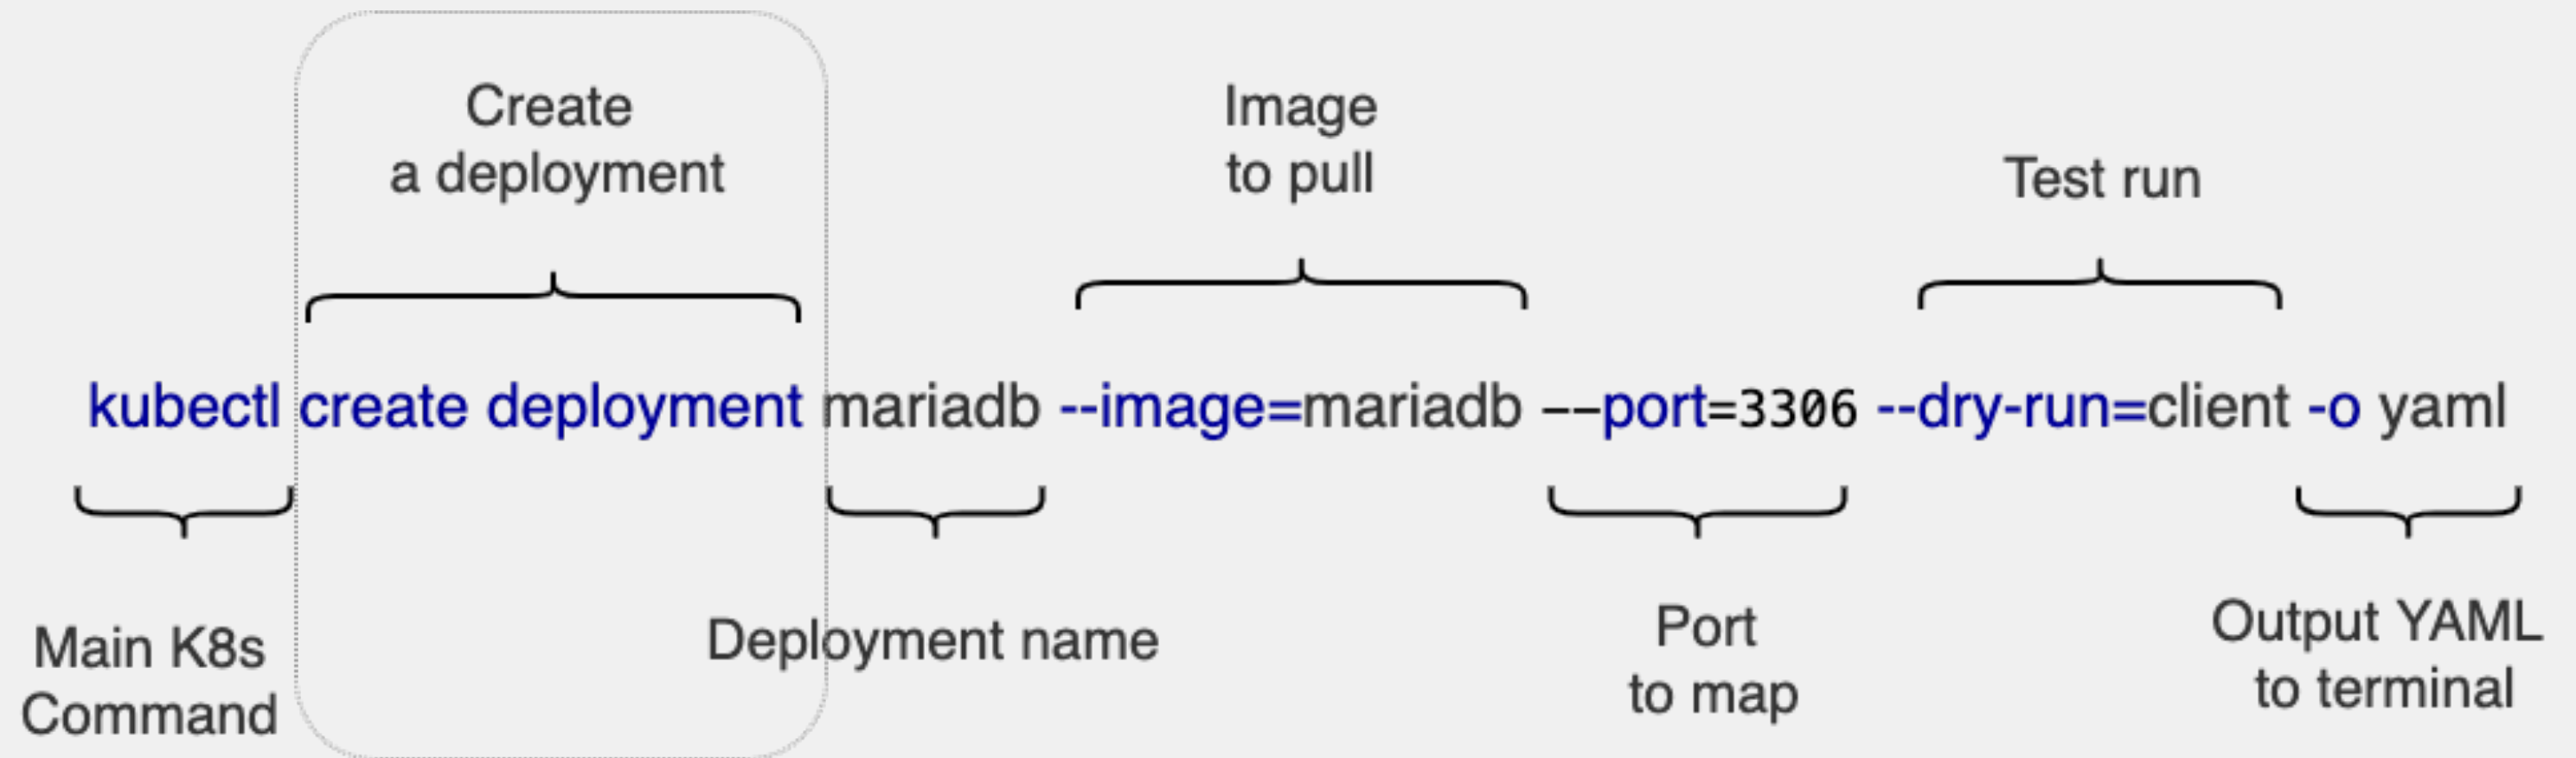 Create
a deployment
Image
to pull
Test run
kubectl create deployment mariadb --image=mariadb --port=3306 --dry-run=client -o yaml
Main K8s
Command
Deployment name
Port
to map
Output YAML
to terminal